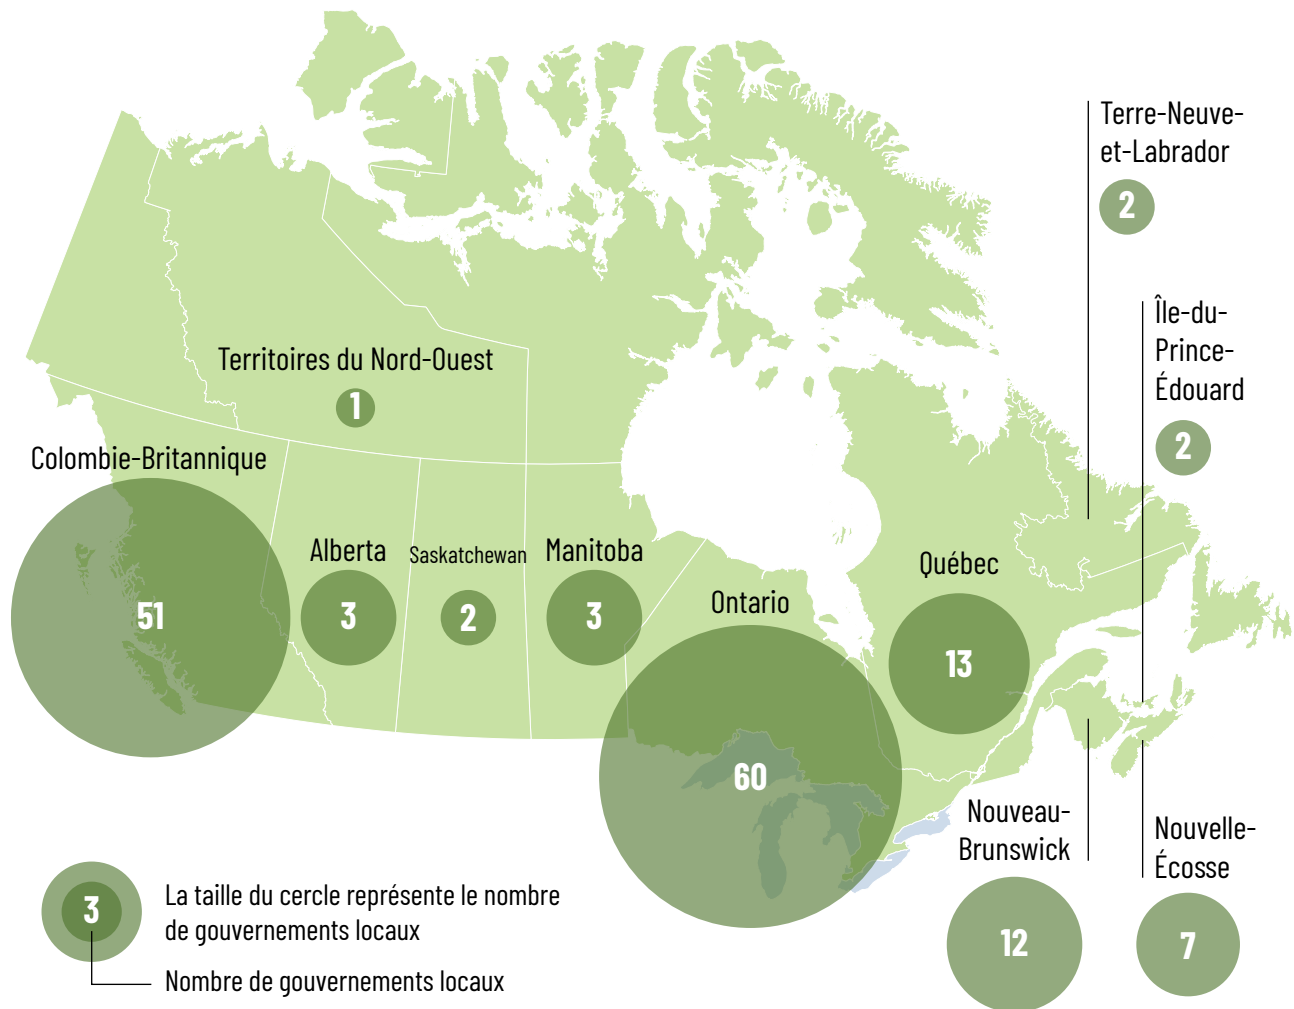 Terre-Neuve-
et-Labrador
2
Île-du-
Prince-
Édouard
2
Territoires du Nord-Ouest
1
Colombie-Britannique
51
Alberta
3
Saskatchewan
2
Manitoba
3
Ontario
60
Québec
13
Nouveau-
Brunswick
12
Nouvelle-
Écosse
7
3
La taille du cercle représente le nombre
de gouvernements locaux
Nombre de gouvernements locaux